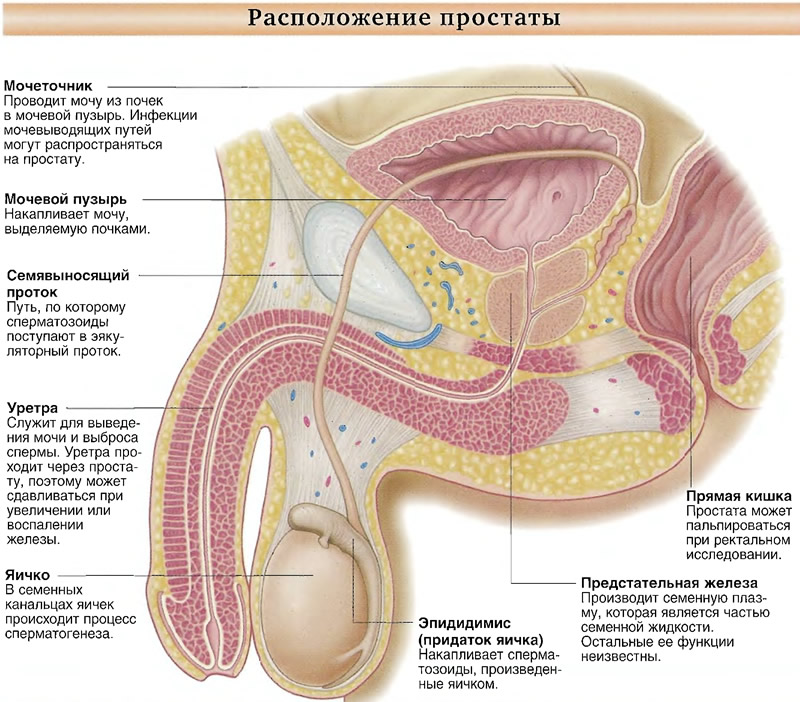 Расположение простаты
Мочеточник
Проводит мочу из почек
в мочевой пузырь. Инфекции
мочевыводящих путей
могут распространяться
на простату.
Мочевой пузырь
Накапливает мочу,
выделяемую почками.
Семявыносящий
проток
Путь, по которому
сперматозоиды
поступают в эяку-
ляторный проток.
Уретра
Служит для выведе-
ния мочи и выброса
спермы. Уретра про-
ходит через проста-
ту, поэтому может
сдавливаться при
увеличении или
воспалении
железы.
Яичко
В семенных
канальцах яичек
происходит процесс
сперматогенеза.
Эпидидимис
(придаток яичка)
Накапливает сперма-
тозоиды, произведен-
ные яичком.
Предстательная железа
Производит семенную плаз-
му, которая является частью
семенной жидкости.
Остальные ее функции
неизвестны.
Прямая кишка
Простата может
пальпироваться
при ректальном
исследовании.